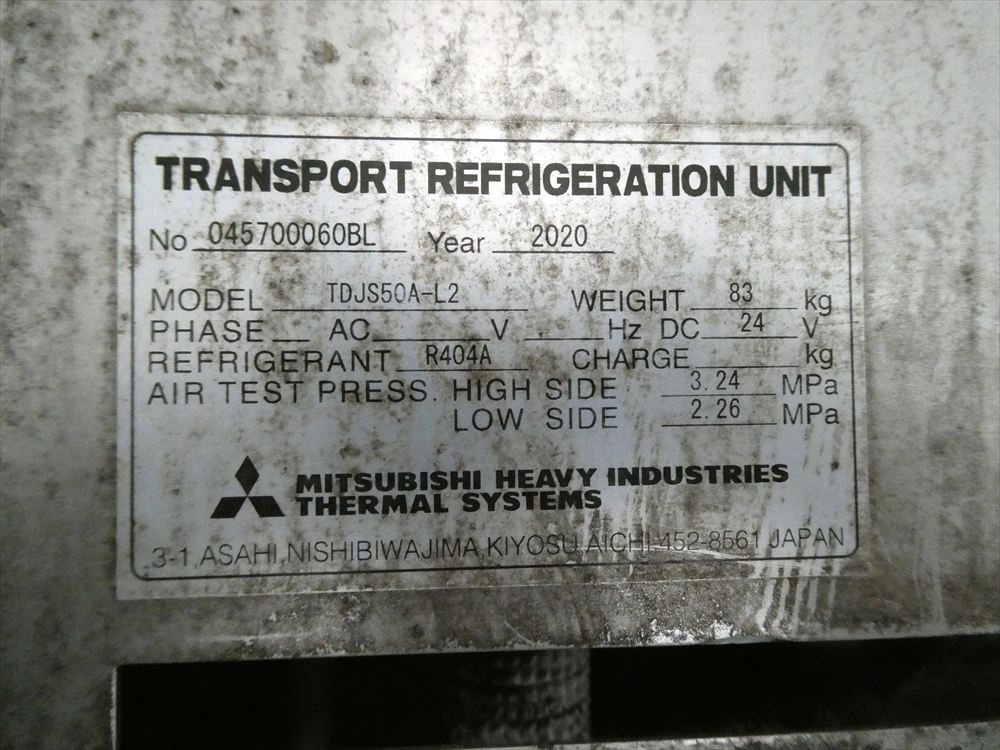 TRANSPORT REFRIGERATION UNIT
No 045700060BL Year 2020
MODEL TDJS50A-L2 WEIGHT 83 kg
PHASE AC V Hz DC 24 V
REFRIGERANT R404A CHARGE kg
AIR TEST PRESS. HIGH SIDE 3.24 MPa
LOW SIDE 2.26 MPa
MITSUBISHI HEAVY INDUSTRIES
THERMAL SYSTEMS
3-1, ASAHI, NISHIBIWAJIMA, KIYOSU, AICHI 452-8561 JAPAN